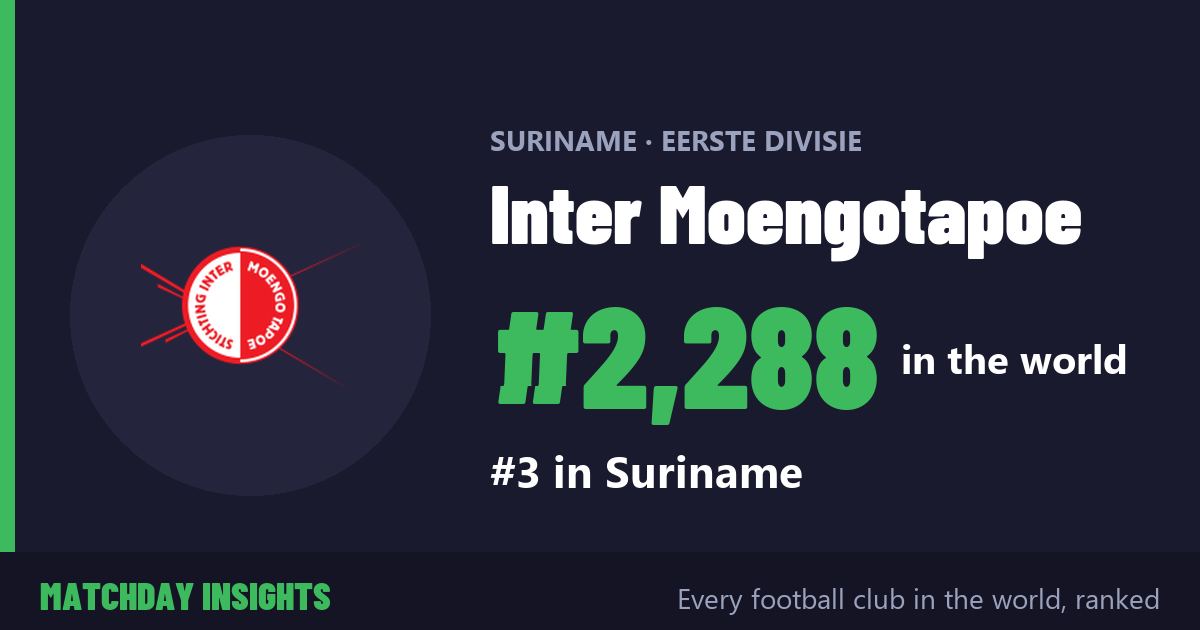 SURINAME · EERSTE DIVISIE
Inter Moengotapoe
STICHTING INTER
MOENGO TAPOE
#2,288 in the world
#3 in Suriname
MATCHDAY INSIGHTS
Every football club in the world, ranked